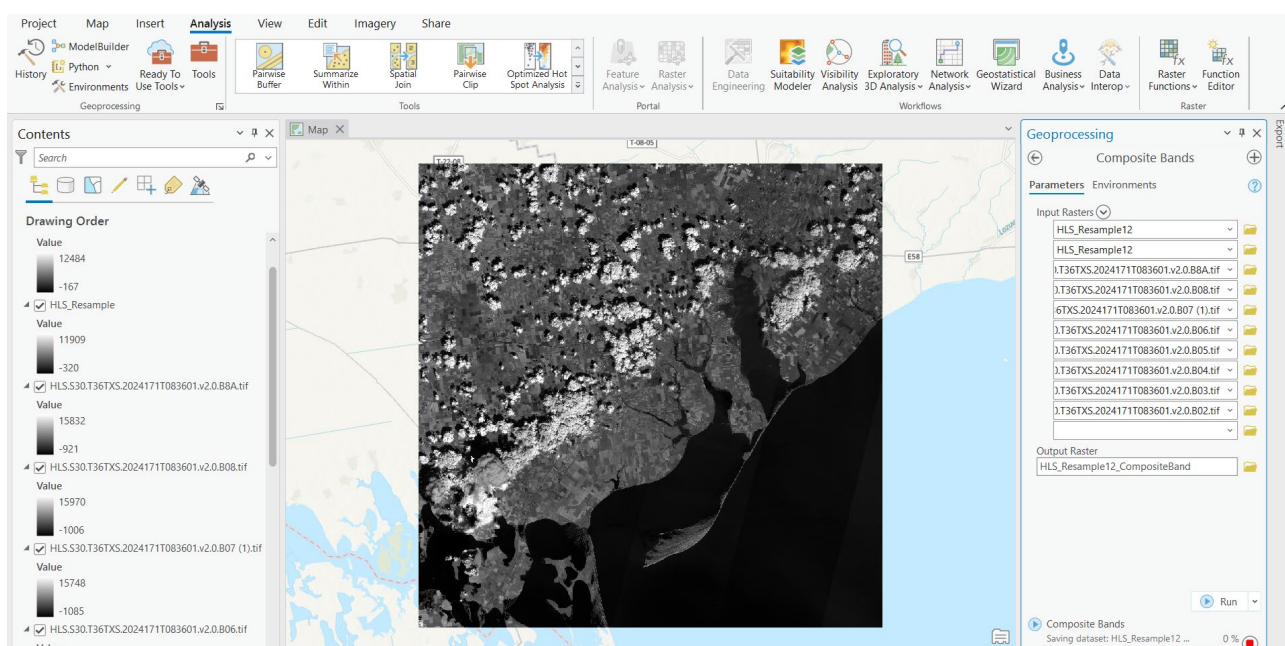 Project Map Insert Analysis View Edit Imagery Share
History
ModelBuilder
Python
Environments
Ready To Use Tools
Tools
Geoprocessing
Pairwise Buffer
Summarize Within
Spatial Join
Pairwise Clip
Optimized Hot Spot Analysis
Tools
Feature Analysis
Raster Analysis
Portal
Data Engineering
Suitability Modeler
Visibility Analysis
Exploratory 3D Analysis
Network Analysis
Geostatistical Wizard
Business Analysis
Data Interop
Workflows
Raster Functions
Function Editor
Raster
Contents
Search
Drawing Order
Value
12484
-167
HLS_Resample
Value
11909
-320
HLS.S30.T36TXS.2024171T083601.v2.0.B8A.tif
Value
15832
-921
HLS.S30.T36TXS.2024171T083601.v2.0.B08.tif
Value
15970
-1006
HLS.S30.T36TXS.2024171T083601.v2.0.B07 (1).tif
Value
15748
-1085
HLS.S30.T36TXS.2024171T083601.v2.0.B06.tif
Map
T-08-05
T-22-08
E58
Export
Geoprocessing
Composite Bands
Parameters Environments
Input Rasters
HLS_Resample12
HLS_Resample12
).T36TXS.2024171T083601.v2.0.B8A.tif
).T36TXS.2024171T083601.v2.0.B08.tif
6TXS.2024171T083601.v2.0.B07 (1).tif
).T36TXS.2024171T083601.v2.0.B06.tif
).T36TXS.2024171T083601.v2.0.B05.tif
).T36TXS.2024171T083601.v2.0.B04.tif
).T36TXS.2024171T083601.v2.0.B03.tif
).T36TXS.2024171T083601.v2.0.B02.tif
Output Raster
HLS_Resample12_CompositeBand
Run
Composite Bands
Saving dataset: HLS_Resample12 ... 0 %